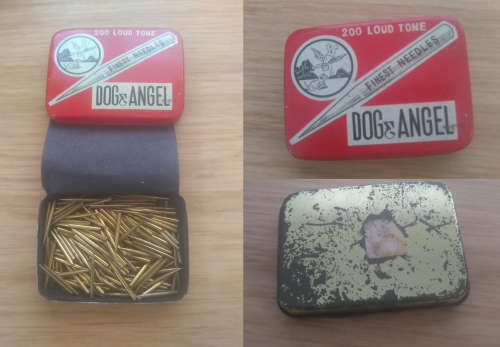 200 LOUD TONE
FINEST NEEDLES
DOG & ANGEL
200 LOUD TONE
FINEST NEEDLES
DOG & ANGEL